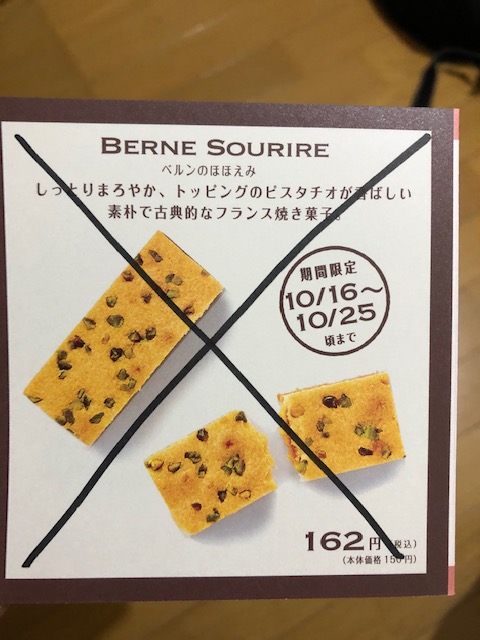 BERNE SOURIRE
ベルンのほほえみ
しっとりまろやか、トッピングのピスタチオが香ばしい
素朴で古典的なフランス焼き菓子。
期間限定
10/16〜
10/25
頃まで
162円(税込)
(本体価格150円)